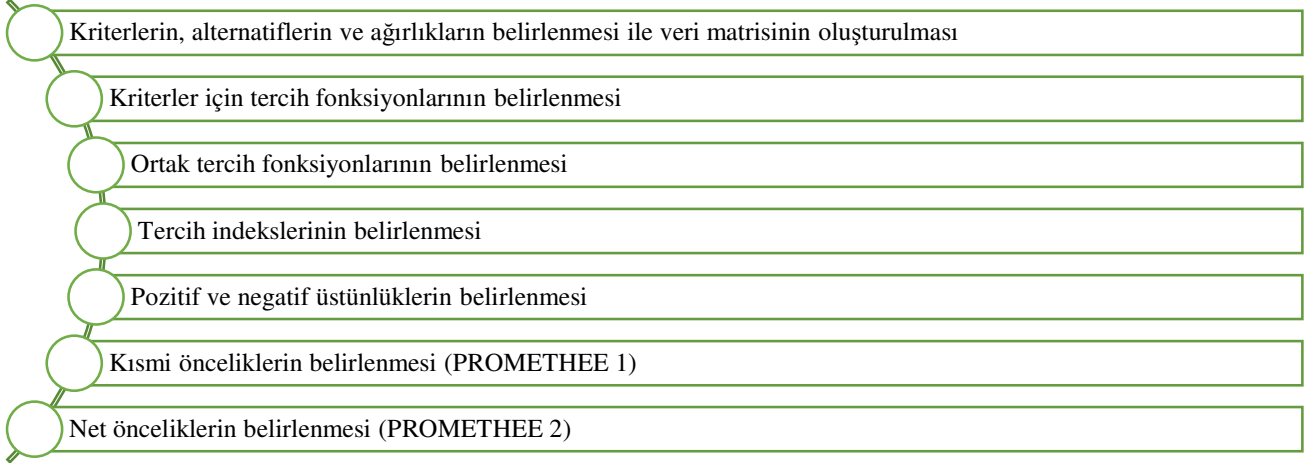 Kriterlerin, alternatiflerin ve ağırlıkların belirlenmesi ile veri matrisinin oluşturulması
Kriterler için tercih fonksiyonlarının belirlenmesi
Ortak tercih fonksiyonlarının belirlenmesi
Tercih indekslerinin belirlenmesi
Pozitif ve negatif üstünlüklerin belirlenmesi
Kısmi önceliklerin belirlenmesi (PROMETHEE 1)
Net önceliklerin belirlenmesi (PROMETHEE 2)